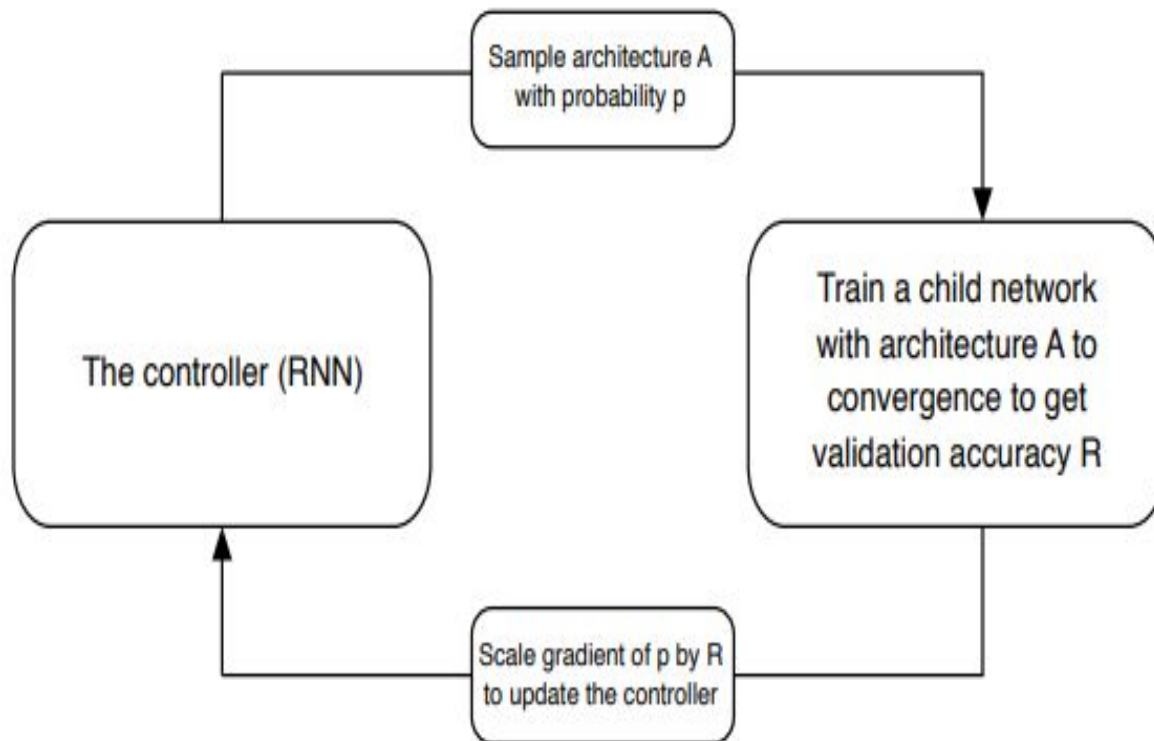 Sample architecture A
with probability p
The controller (RNN)
Train a child network
with architecture A to
convergence to get
validation accuracy R
Scale gradient of p by R
to update the controller